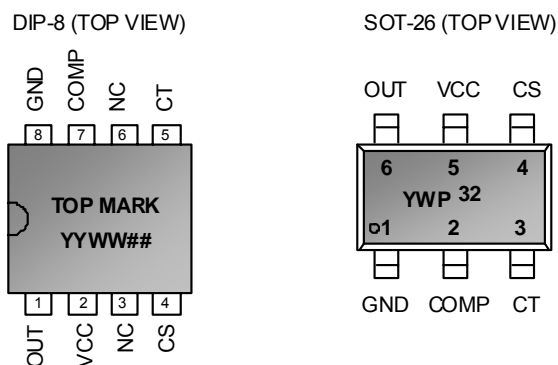 DIP-8 (TOP VIEW)
GND COMP NC CT
8 7 6 5
TOP MARK
YYWW##
1 2 3 4
OUT VCC NC CS
SOT-26 (TOP VIEW)
OUT VCC CS
6 5 4
YWP 32
1 2 3
GND COMP CT